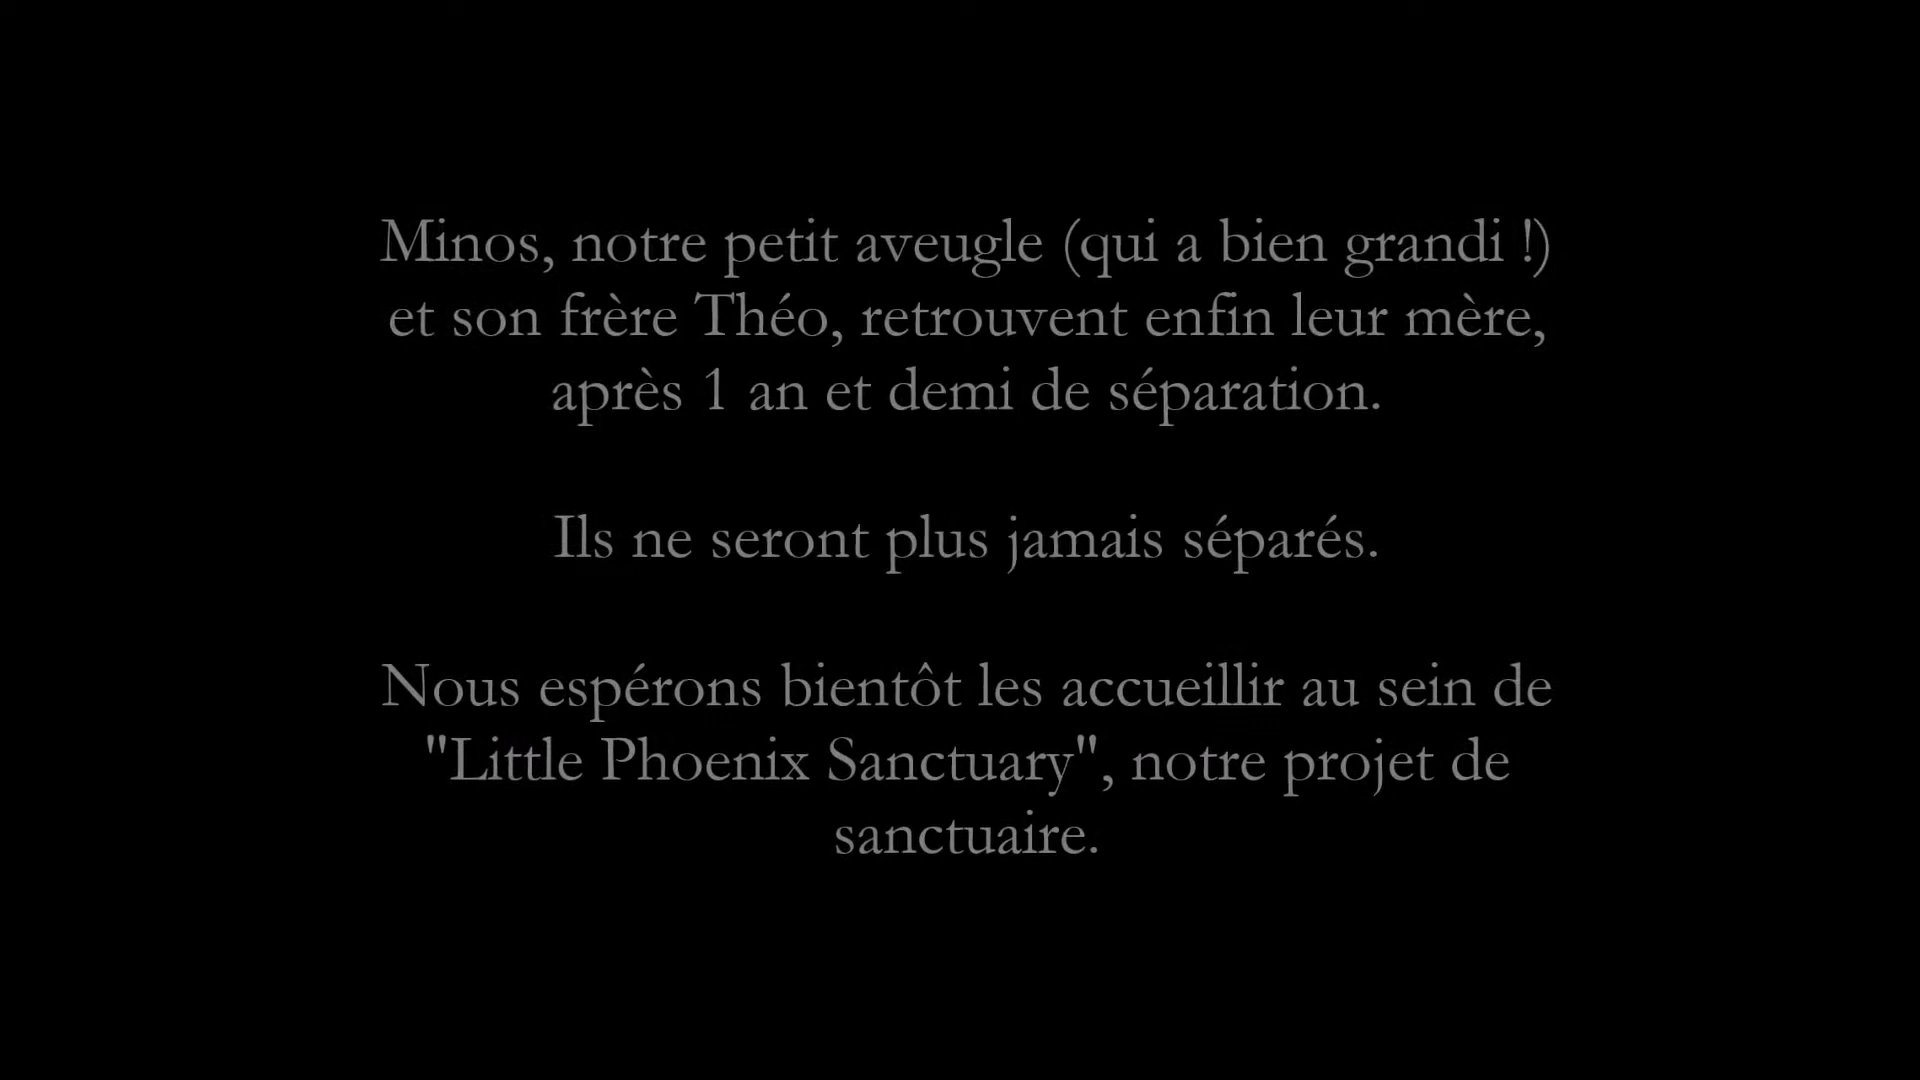 Minos, notre petit aveugle (qui a bien grandi !)
et son frère Théo, retrouvent enfin leur mère,
après 1 an et demi de séparation.
Ils ne seront plus jamais séparés.
Nous espérons bientôt les accueillir au sein de
"Little Phoenix Sanctuary", notre projet de
sanctuaire.